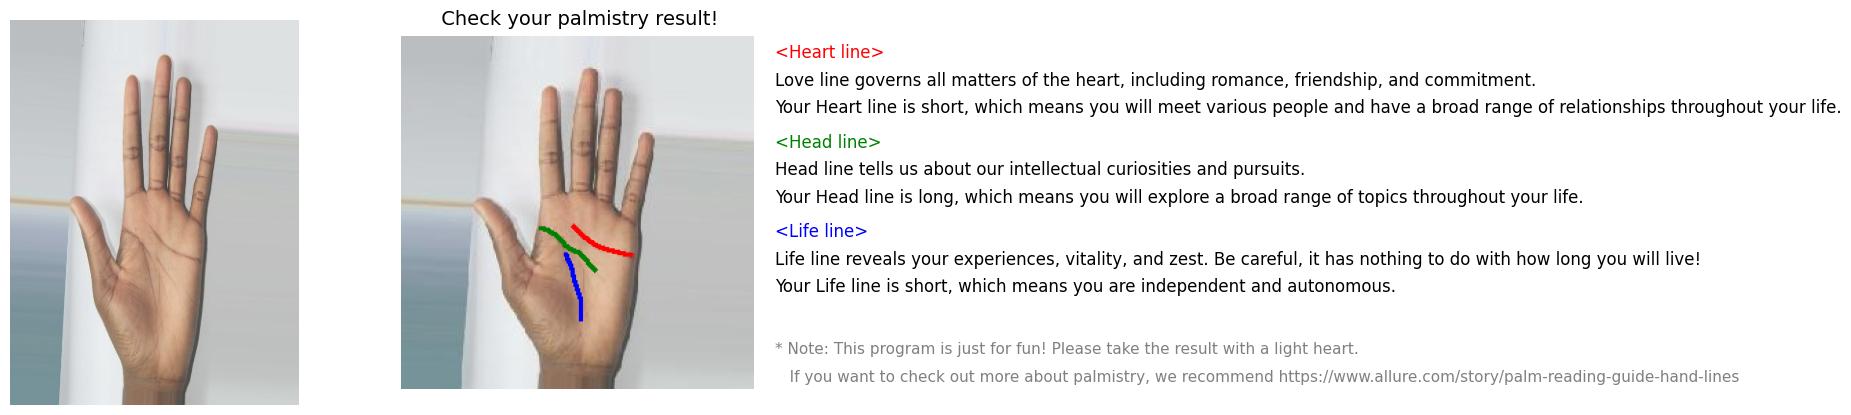 Check your palmistry result!
<Heart line>
Love line governs all matters of the heart, including romance, friendship, and commitment.
Your Heart line is short, which means you will meet various people and have a broad range of relationships throughout your life.
<Head line>
Head line tells us about our intellectual curiosities and pursuits.
Your Head line is long, which means you will explore a broad range of topics throughout your life.
<Life line>
Life line reveals your experiences, vitality, and zest. Be careful, it has nothing to do with how long you will live!
Your Life line is short, which means you are independent and autonomous.
* Note: This program is just for fun! Please take the result with a light heart.
If you want to check out more about palmistry, we recommend https://www.allure.com/story/palm-reading-guide-hand-lines